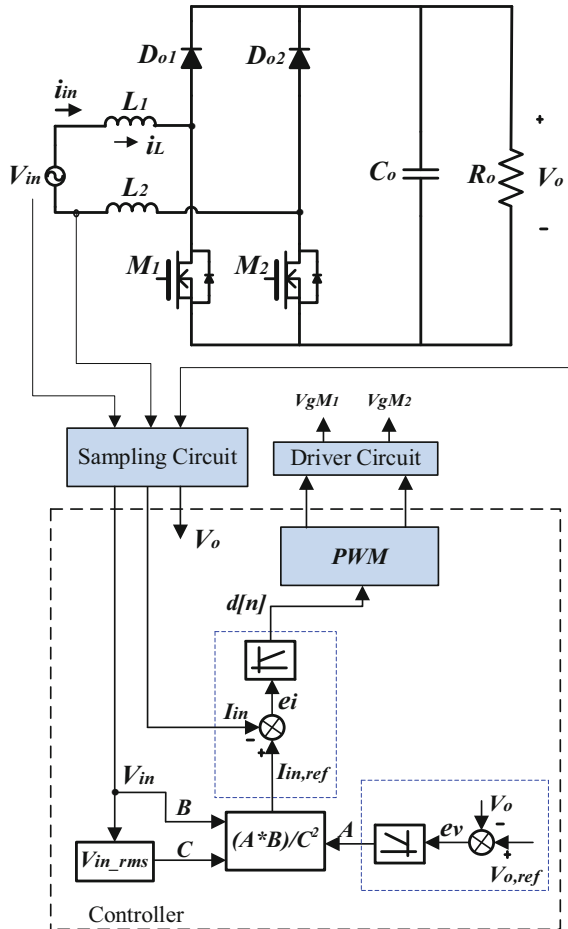 Do1
Do2
iin
L1
iL
Vin
L2
Co
Ro
+
Vo
-
M1
M2
VgM1
VgM2
Sampling Circuit
Driver Circuit
Vo
PWM
d[n]
Iin
ei
-
+
Iin,ref
Vin
B
(A*B)/C²
A
ev
Vo
-
+
Vo,ref
Vin_rms
C
Controller